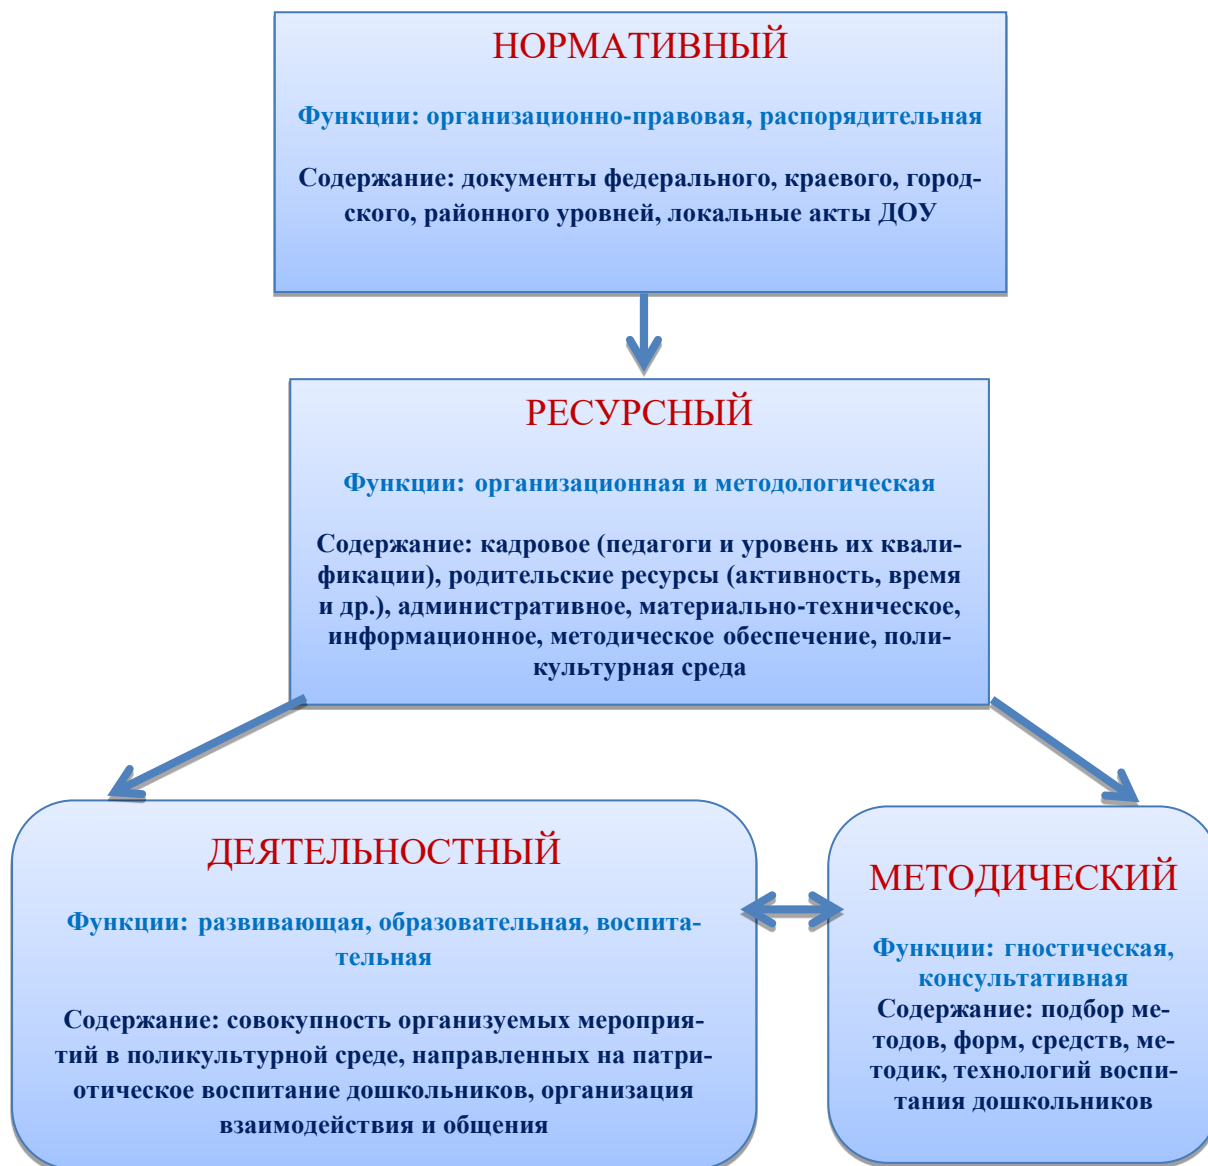 НОРМАТИВНЫЙ
Функции: организационно-правовая, распорядительная
Содержание: документы федерального, краевого, город-
ского, районного уровней, локальные акты ДОУ
РЕСУРСНЫЙ
Функции: организационная и методологическая
Содержание: кадровое (педагоги и уровень их квали-
фикации), родительские ресурсы (активность, время
и др.), административное, материально-техническое,
информационное, методическое обеспечение, поли-
культурная среда
ДЕЯТЕЛЬНОСТНЫЙ
Функции: развивающая, образовательная, воспита-
тельная
Содержание: совокупность организуемых мероприя-
тий в поликультурной среде, направленных на патри-
отическое воспитание дошкольников, организация
взаимодействия и общения
МЕТОДИЧЕСКИЙ
Функции: гностическая,
консультативная
Содержание: подбор ме-
тодов, форм, средств, ме-
тодик, технологий воспи-
тания дошкольников